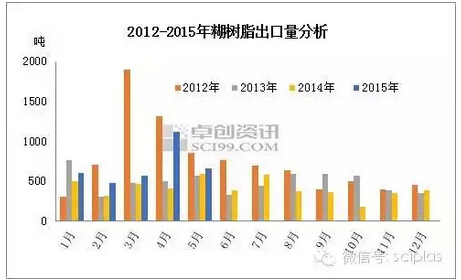 2012-2015年糊树脂出口量分析
吨
2000
1500
1000
500
0
2012年 2013年 2014年 2015年
卓创资讯
SCI99.COM
1月 2月 3月 4月 5月 6月 7月 8月 9月 10月 11月 12月
微信号: sciplas